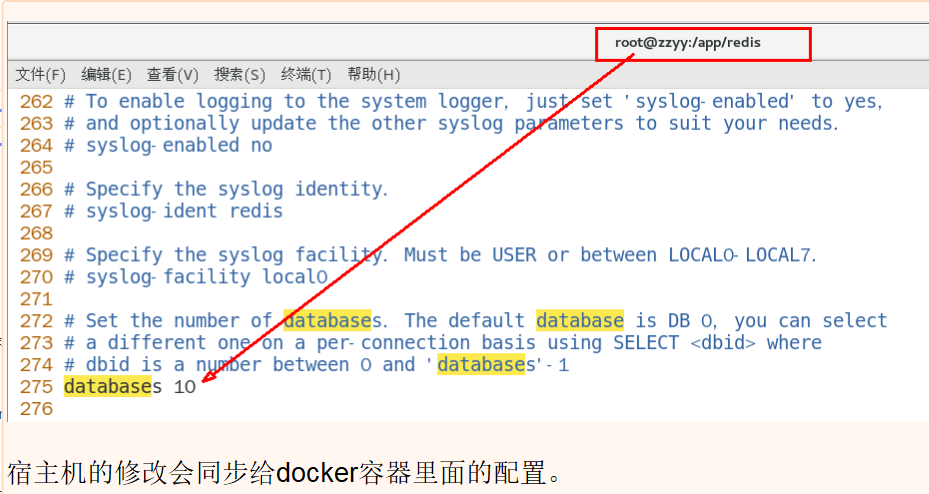 root@zzyy:/app/redis
文件(F) 编辑(E) 查看(V) 搜索(S) 终端(T) 帮助(H)
262 # To enable logging to the system logger, just set 'syslog-enabled' to yes,
263 # and optionally update the other syslog parameters to suit your needs.
264 # syslog-enabled no
265
266 # Specify the syslog identity.
267 # syslog-ident redis
268
269 # Specify the syslog facility. Must be USER or between LOCAL0-LOCAL7.
270 # syslog-facility local0
271
272 # Set the number of databases. The default database is DB 0, you can select
273 # a different one on a per-connection basis using SELECT <dbid> where
274 # dbid is a number between 0 and 'databases'-1
275 databases 10
276
宿主机的修改会同步给docker容器里面的配置。